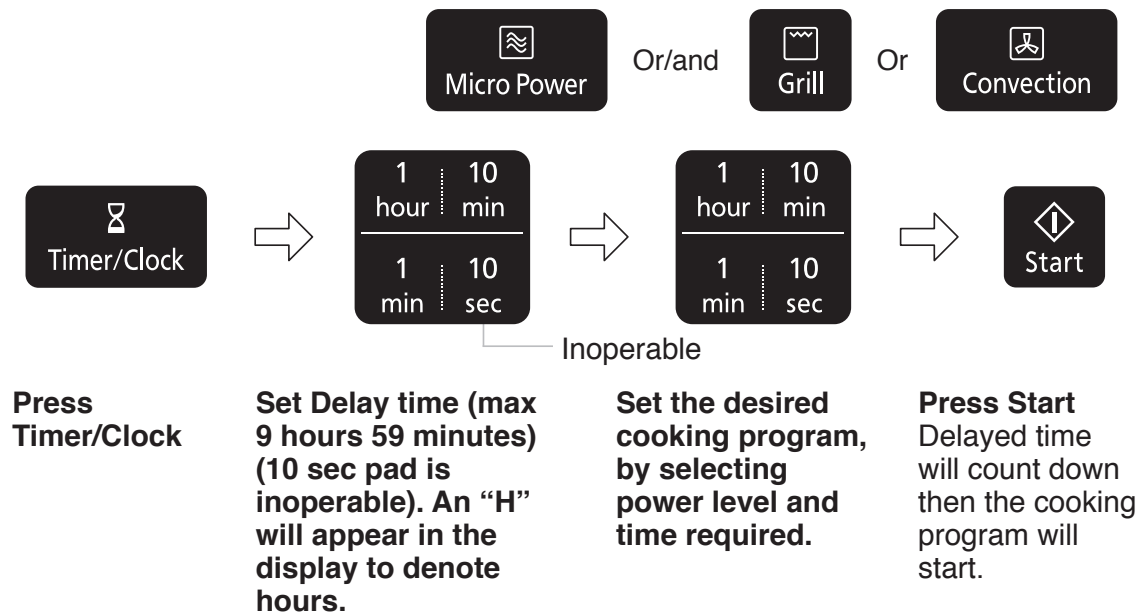 Micro Power
Or/and
Grill
Or
Convection
Timer/Clock
1 10
hour min
1 10
min sec
1 10
hour min
1 10
min sec
Start
Inoperable
Press
Timer/Clock
Set Delay time (max
9 hours 59 minutes)
(10 sec pad is
inoperable). An “H”
will appear in the
display to denote
hours.
Set the desired
cooking program,
by selecting
power level and
time required.
Press Start
Delayed time
will count down
then the cooking
program will
start.